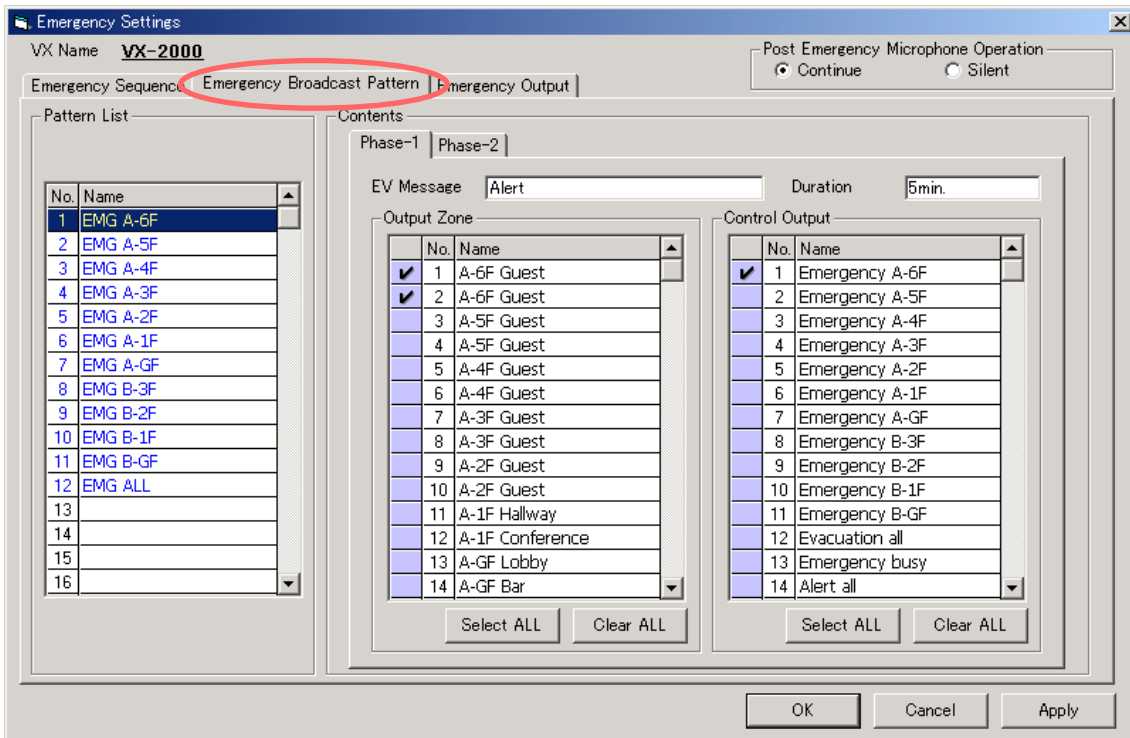 Emergency Settings
VX Name VX-2000
Post Emergency Microphone Operation
Continue Silent
Emergency Sequence Emergency Broadcast Pattern Emergency Output
Pattern List
No. Name
1 EMG A-6F
2 EMG A-5F
3 EMG A-4F
4 EMG A-3F
5 EMG A-2F
6 EMG A-1F
7 EMG A-GF
8 EMG B-3F
9 EMG B-2F
10 EMG B-1F
11 EMG B-GF
12 EMG ALL
13
14
15
16
Contents
Phase-1 Phase-2
EV Message Alert Duration 5min.
Output Zone
No. Name
1 A-6F Guest
2 A-6F Guest
3 A-5F Guest
4 A-5F Guest
5 A-4F Guest
6 A-4F Guest
7 A-3F Guest
8 A-3F Guest
9 A-2F Guest
10 A-2F Guest
11 A-1F Hallway
12 A-1F Conference
13 A-GF Lobby
14 A-GF Bar
Select ALL Clear ALL
Control Output
No. Name
1 Emergency A-6F
2 Emergency A-5F
3 Emergency A-4F
4 Emergency A-3F
5 Emergency A-2F
6 Emergency A-1F
7 Emergency A-GF
8 Emergency B-3F
9 Emergency B-2F
10 Emergency B-1F
11 Emergency B-GF
12 Evacuation all
13 Emergency busy
14 Alert all
Select ALL Clear ALL
OK Cancel Apply